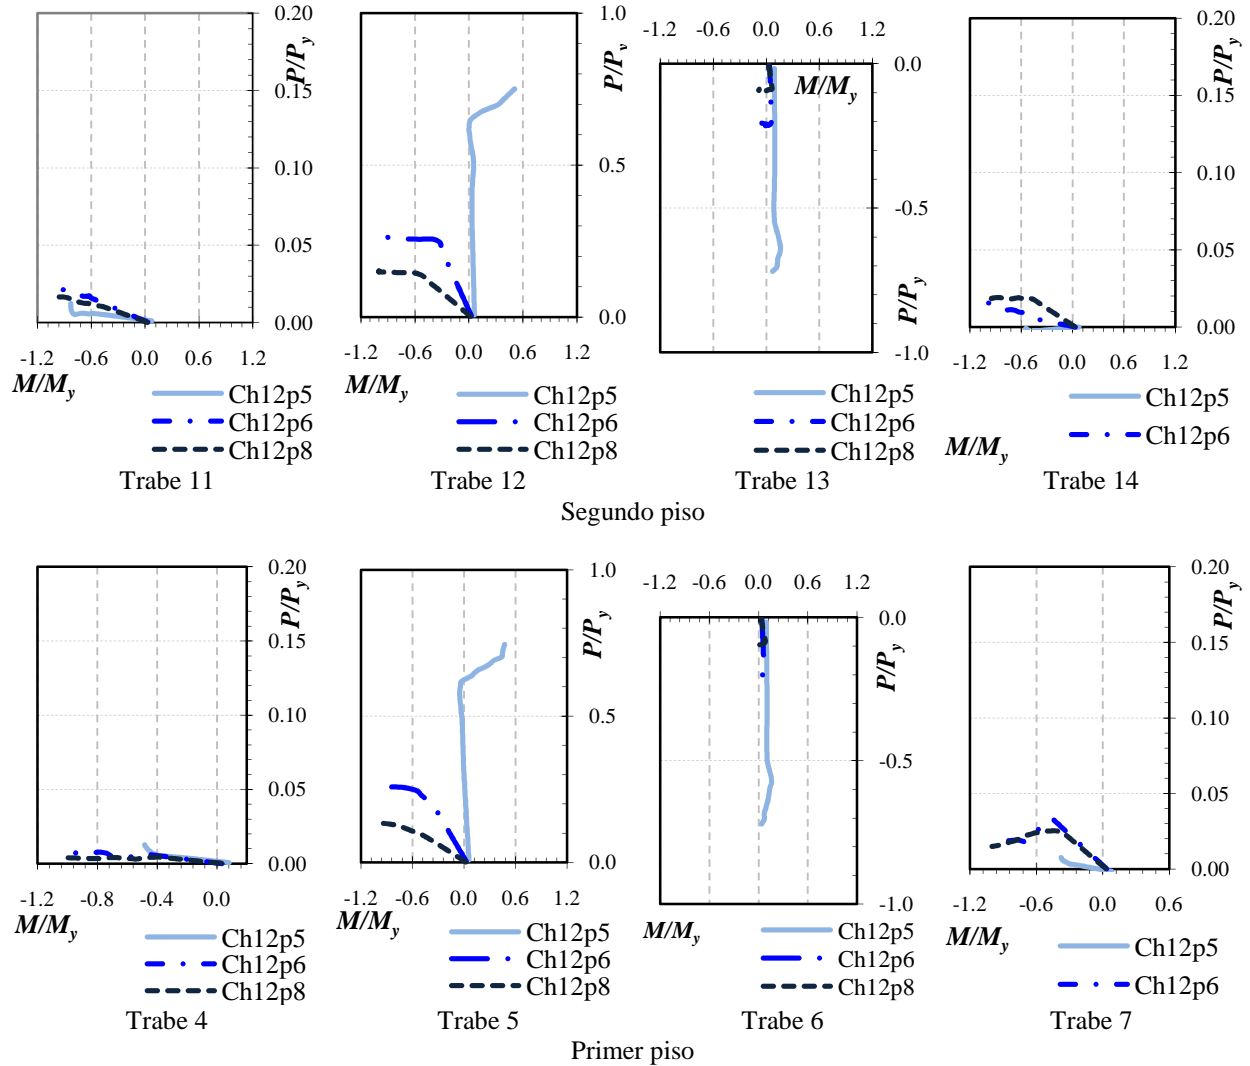 0.20
0.15
0.10
0.05
0.00
P/Py
-1.2 -0.6 0.0 0.6 1.2
M/My
Ch12p5
Ch12p6
Ch12p8
Trabe 11
1.0
0.5
0.0
P/Py
-1.2 -0.6 0.0 0.6 1.2
M/My
Ch12p5
Ch12p6
Ch12p8
Trabe 12
-1.2 -0.6 0.0 0.6 1.2
0.0
-0.5
-1.0
M/My
P/Py
Ch12p5
Ch12p6
Ch12p8
Trabe 13
0.20
0.15
0.10
0.05
0.00
P/Py
-1.2 -0.6 0.0 0.6 1.2
M/My
Ch12p5
Ch12p6
Trabe 14
Segundo piso
0.20
0.15
0.10
0.05
0.00
P/Py
-1.2 -0.8 -0.4 0.0
M/My
Ch12p5
Ch12p6
Ch12p8
Trabe 4
1.0
0.5
0.0
P/Py
-1.2 -0.6 0.0 0.6 1.2
M/My
Ch12p5
Ch12p6
Ch12p8
Trabe 5
-1.2 -0.6 0.0 0.6 1.2
0.0
-0.5
-1.0
P/Py
M/My
Ch12p5
Ch12p6
Ch12p8
Trabe 6
0.20
0.15
0.10
0.05
0.00
P/Py
-1.2 -0.6 0.0 0.6
M/My
Ch12p5
Ch12p6
Trabe 7
Primer piso